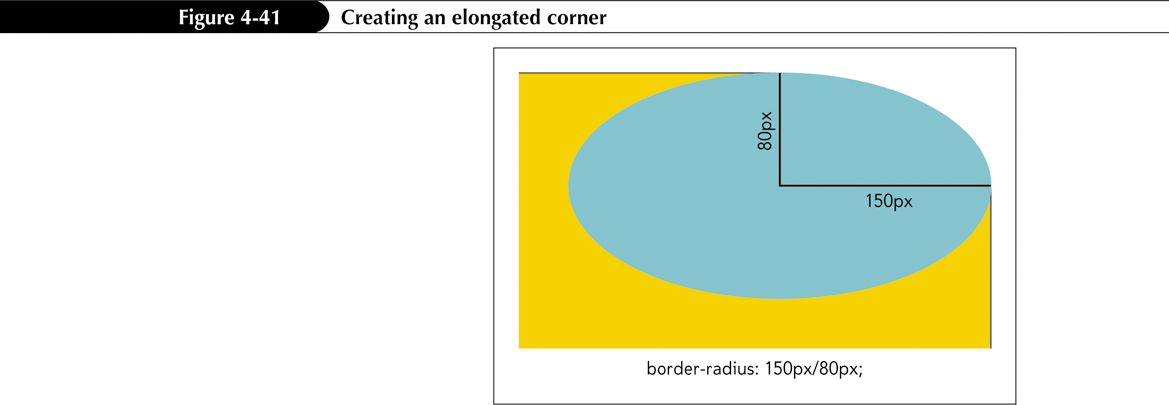 Figure 4-41 Creating an elongated corner
80px
150px
border-radius: 150px/80px;